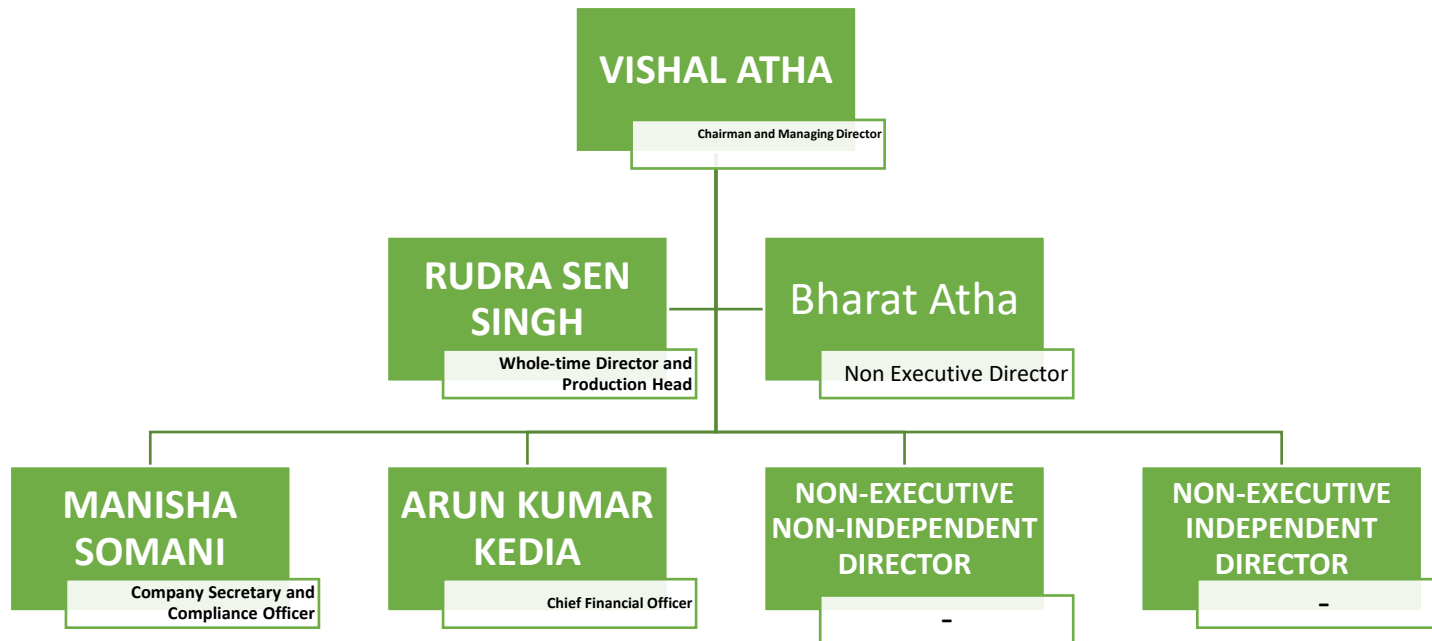 VISHAL ATHA
Chairman and Managing Director
RUDRA SEN
SINGH
Whole-time Director and
Production Head
Bharat Atha
Non Executive Director
MANISHA
SOMANI
Company Secretary and
Compliance Officer
ARUN KUMAR
KEDIA
Chief Financial Officer
NON-EXECUTIVE
NON-INDEPENDENT
DIRECTOR
-
NON-EXECUTIVE
INDEPENDENT
DIRECTOR
-